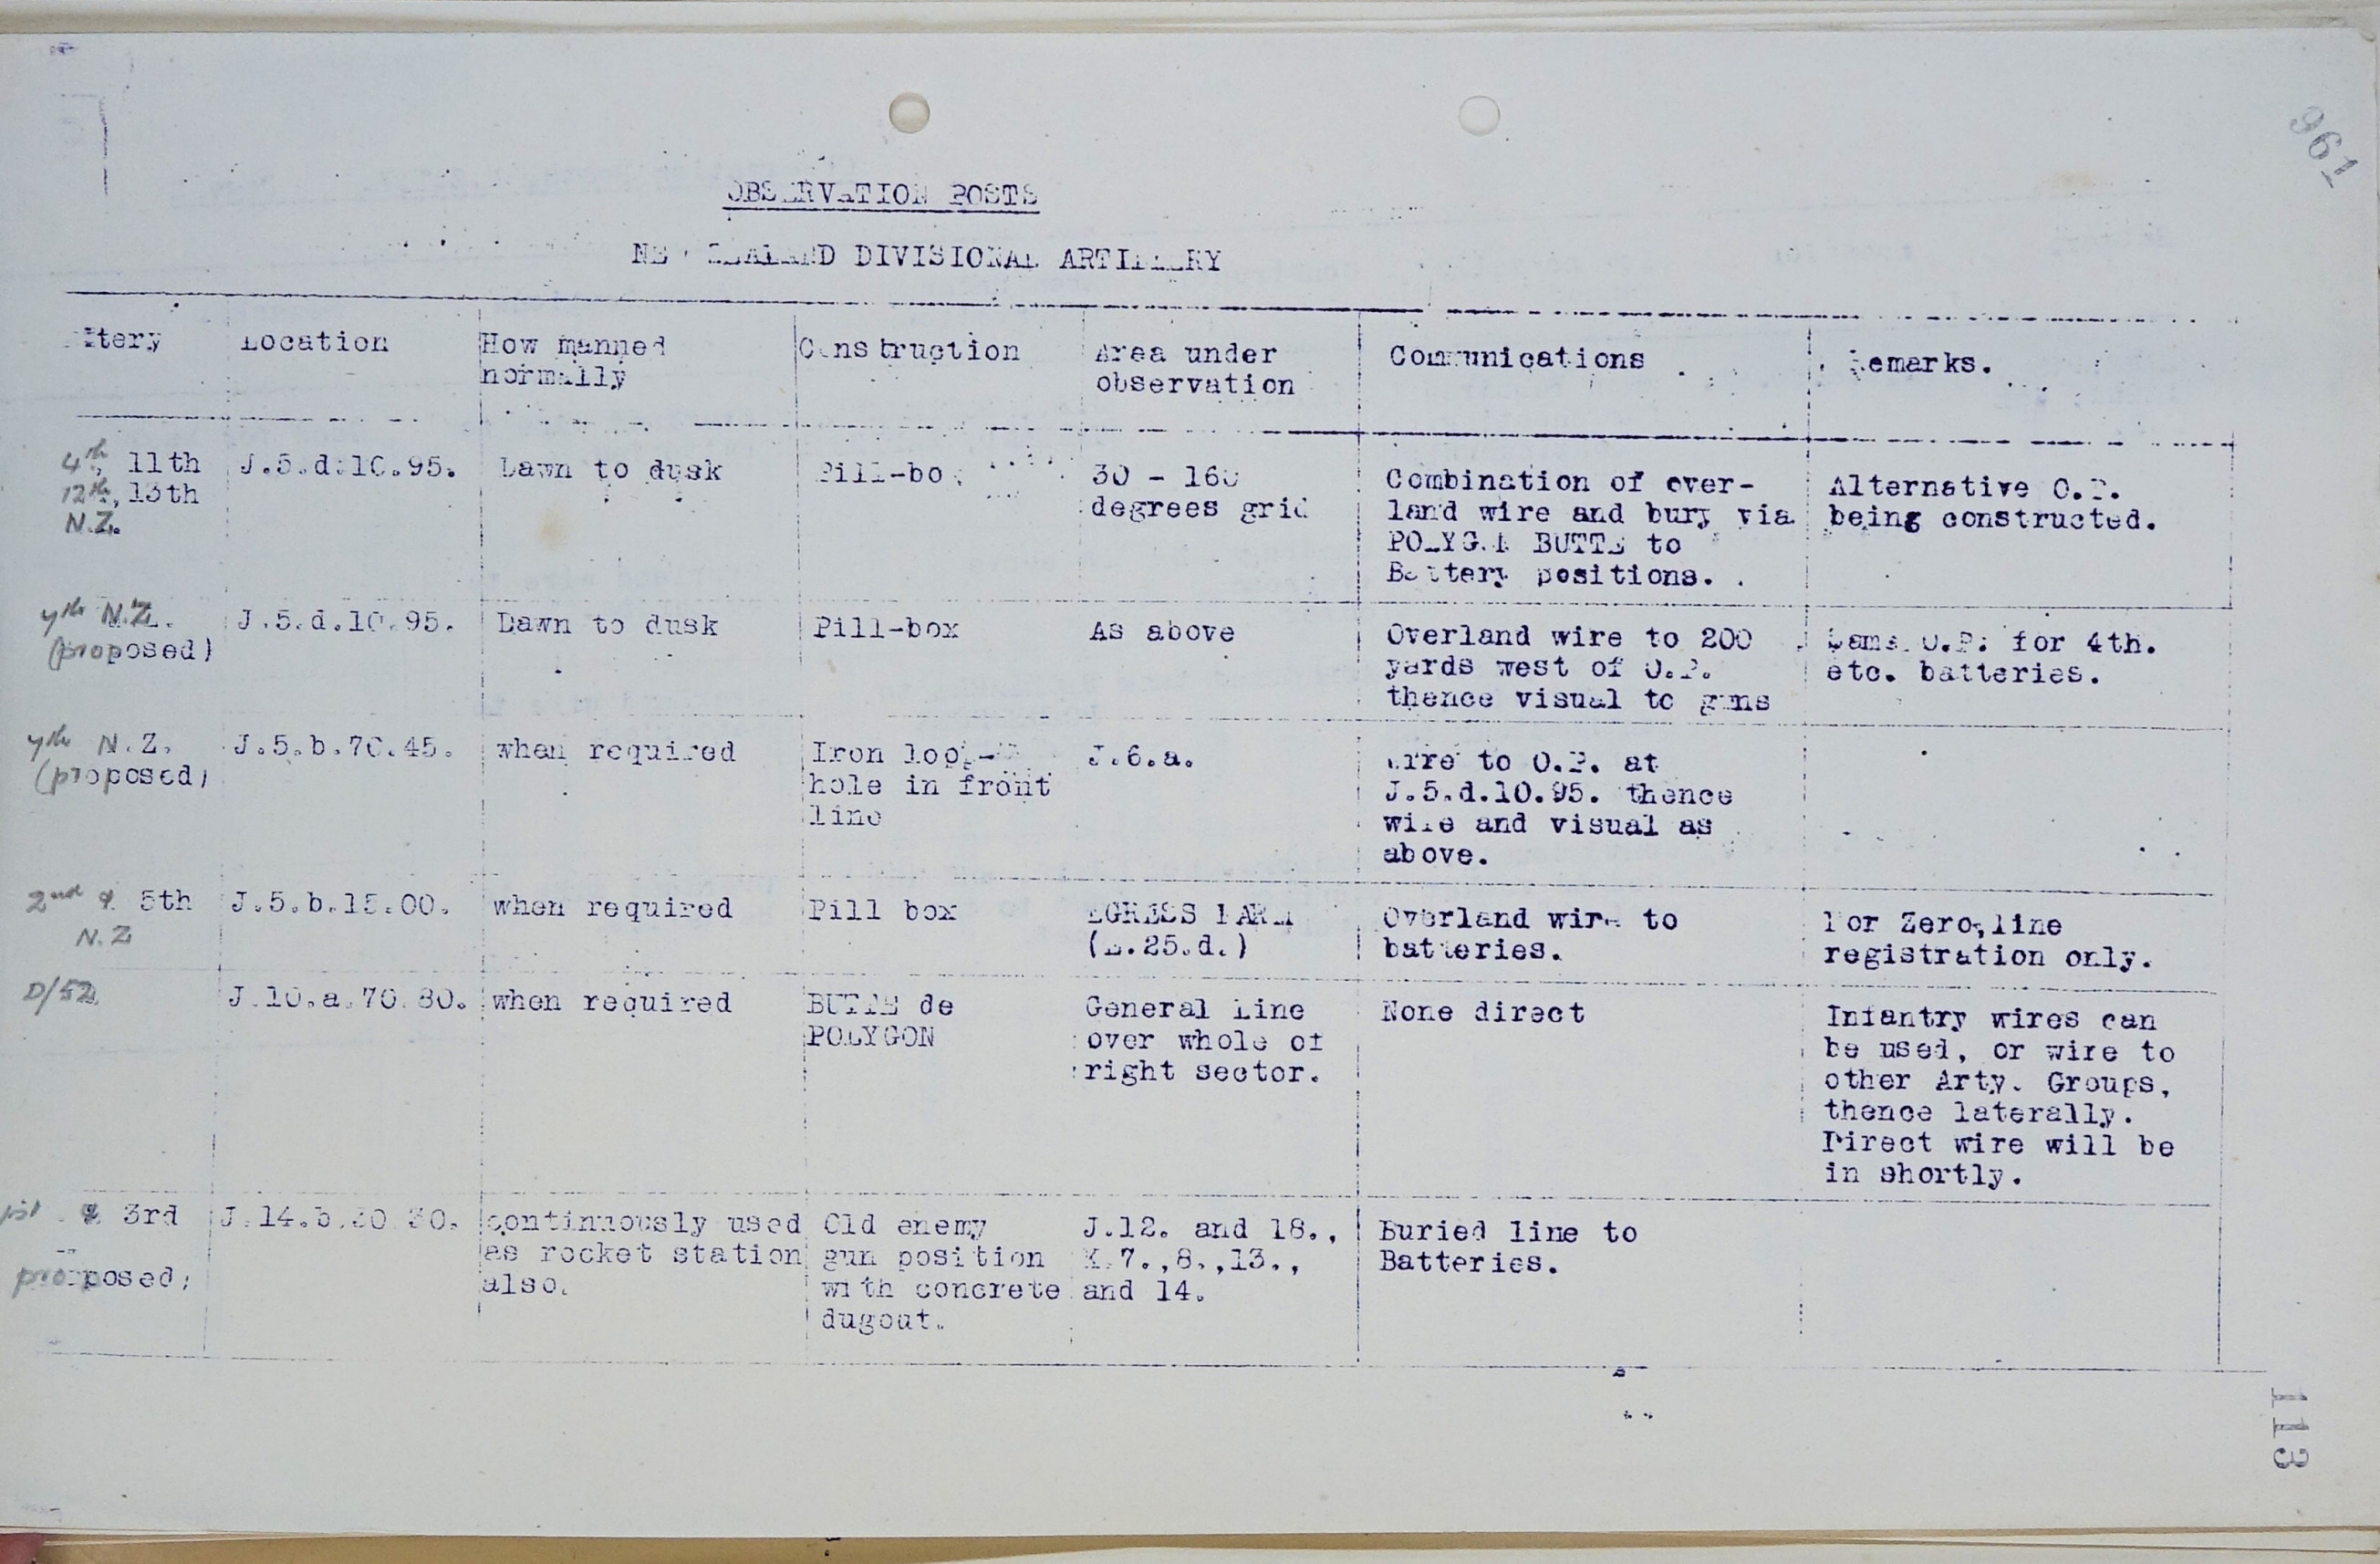 961
OBSERVATION POSTS
NEW ZEALAND DIVISIONAL ARTILLERY
Battery
Location
How manned
normally
Construction
Area under
observation
Communications
Remarks.
4th, 11th
12th, 13th
N.Z.
J.5.d.10.95.
Dawn to dusk
Pill-box
30 - 160
degrees grid
Combination of over-
land wire and bury via
POLYGON BUTTE to
Battery positions.
Alternative O.P.
being constructed.
7th N.Z.
(proposed)
J.5.d.10.95.
Dawn to dusk
Pill-box
As above
Overland wire to 200
yards west of O.P.
thence visual to guns
Same O.P. for 4th.
etc. batteries.
7th N.Z.
(proposed)
J.5.b.70.45.
when required
Iron loop-
hole in front
line
J.6.a.
Wire to O.P. at
J.5.d.10.95. thence
wire and visual as
above.
2nd & 5th
N.Z
J.5.b.15.00.
when required
Pill box
EGRESS FARM
(E.25.d.)
Overland wire to
batteries.
For Zero,line
registration only.
D/52
J.10.a.70.80.
when required
BUTTE de
POLYGON
General Line
over whole of
right sector.
None direct
Infantry wires can
be used, or wire to
other Arty. Groups,
thence laterally.
Direct wire will be
in shortly.
1st & 3rd
proposed)
J.14.b.30.
continuously used
as rocket station
also.
Old enemy
gun position
with concrete
dugout.
J.12. and 18.,
K.7.,8.,13.,
and 14.
Buried line to
Batteries.
113